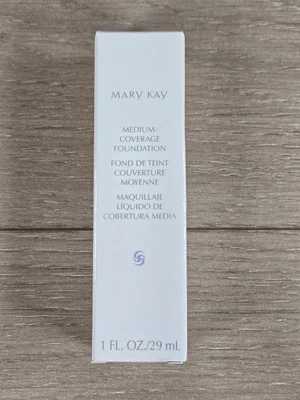 MARY KAY
MEDIUM-
COVERAGE
FOUNDATION
FOND DE TEINT
COUVERTURE
MOYENNE
MAQUILLAJE
LÍQUIDO DE
COBERTURA MEDIA
1 FL. OZ./29 mL